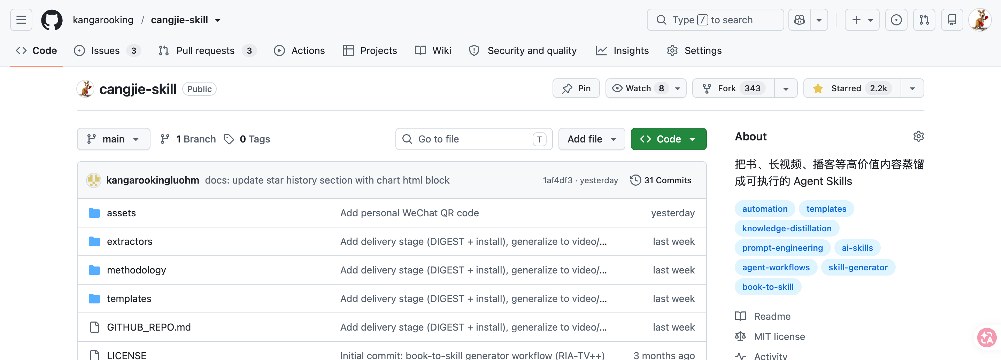 kangarooking / cangjie-skill
Type / to search
Code
Issues 3
Pull requests 3
Actions
Projects
Wiki
Security and quality
Insights
Settings
cangjie-skill Public
Pin
Watch 8
Fork 343
Starred 2.2k
main
1 Branch
0 Tags
Go to file T
Add file
Code
kangarookingluohm docs: update star history section with chart html block 1af4df3 · yesterday 31 Commits
assets Add personal WeChat QR code yesterday
extractors Add delivery stage (DIGEST + install), generalize to video/... last week
methodology Add delivery stage (DIGEST + install), generalize to video/... last week
templates Add delivery stage (DIGEST + install), generalize to video/... last week
GITHUB_REPO.md Add delivery stage (DIGEST + install), generalize to video/... last week
LICENSE Initial commit: book-to-skill generator workflow (RIA-TV++) 3 months ago
About
把书、长视频、播客等高价值内容蒸馏
成可执行的 Agent Skills
automation templates
knowledge-distillation
prompt-engineering ai-skills
agent-workflows skill-generator
book-to-skill
Readme
MIT license
Activity